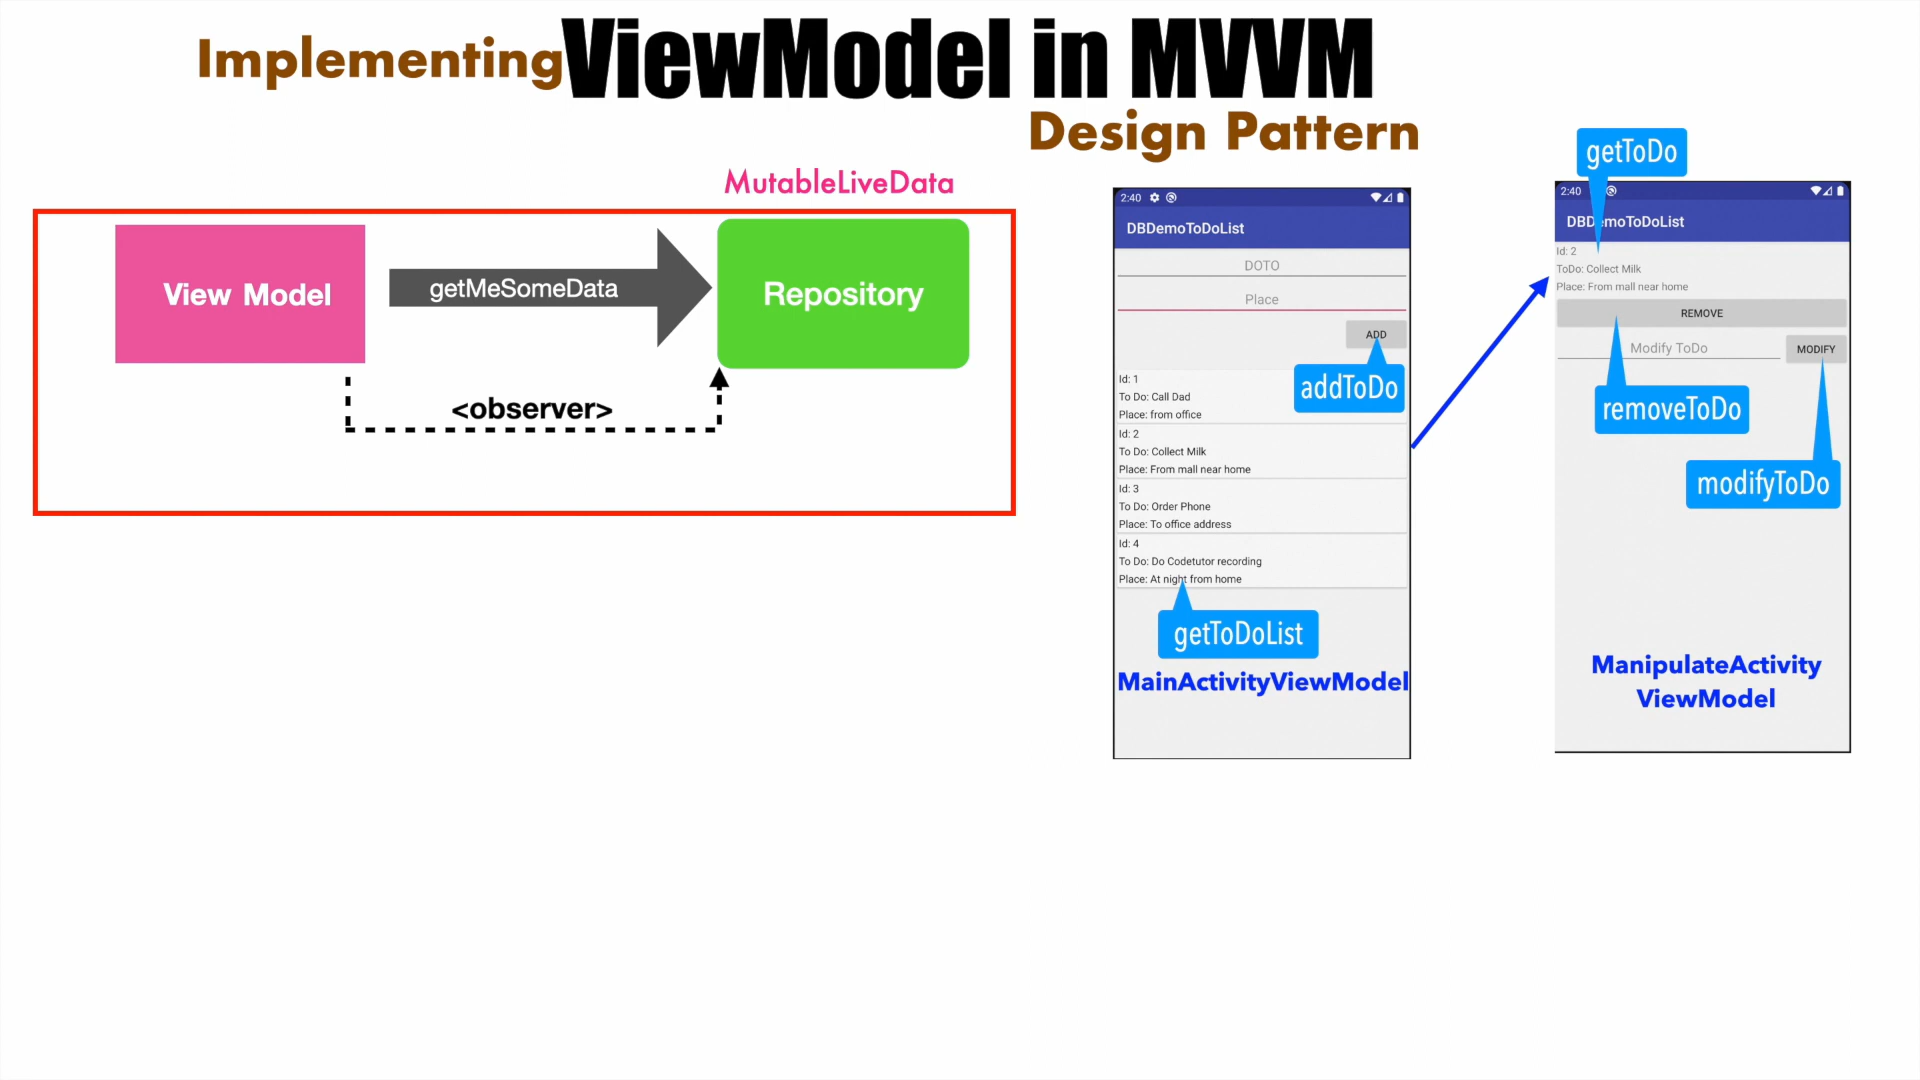 Implementing ViewModel in MVVM
Design Pattern
MutableLiveData
View Model
getMeSomeData
Repository
<observer>
2:40
DBDemoToDoList
DOTO
Place
ADD
addToDo
Id: 1
To Do: Call Dad
Place: from office
Id: 2
To Do: Collect Milk
Place: From mall near home
Id: 3
To Do: Order Phone
Place: To office address
Id: 4
To Do: Do Codetutor recording
Place: At night from home
getToDoList
MainActivityViewModel
getToDo
2:40
DBDemoToDoList
Id: 2
ToDo: Collect Milk
Place: From mall near home
REMOVE
Modify ToDo
MODIFY
removeToDo
modifyToDo
ManipulateActivity
ViewModel